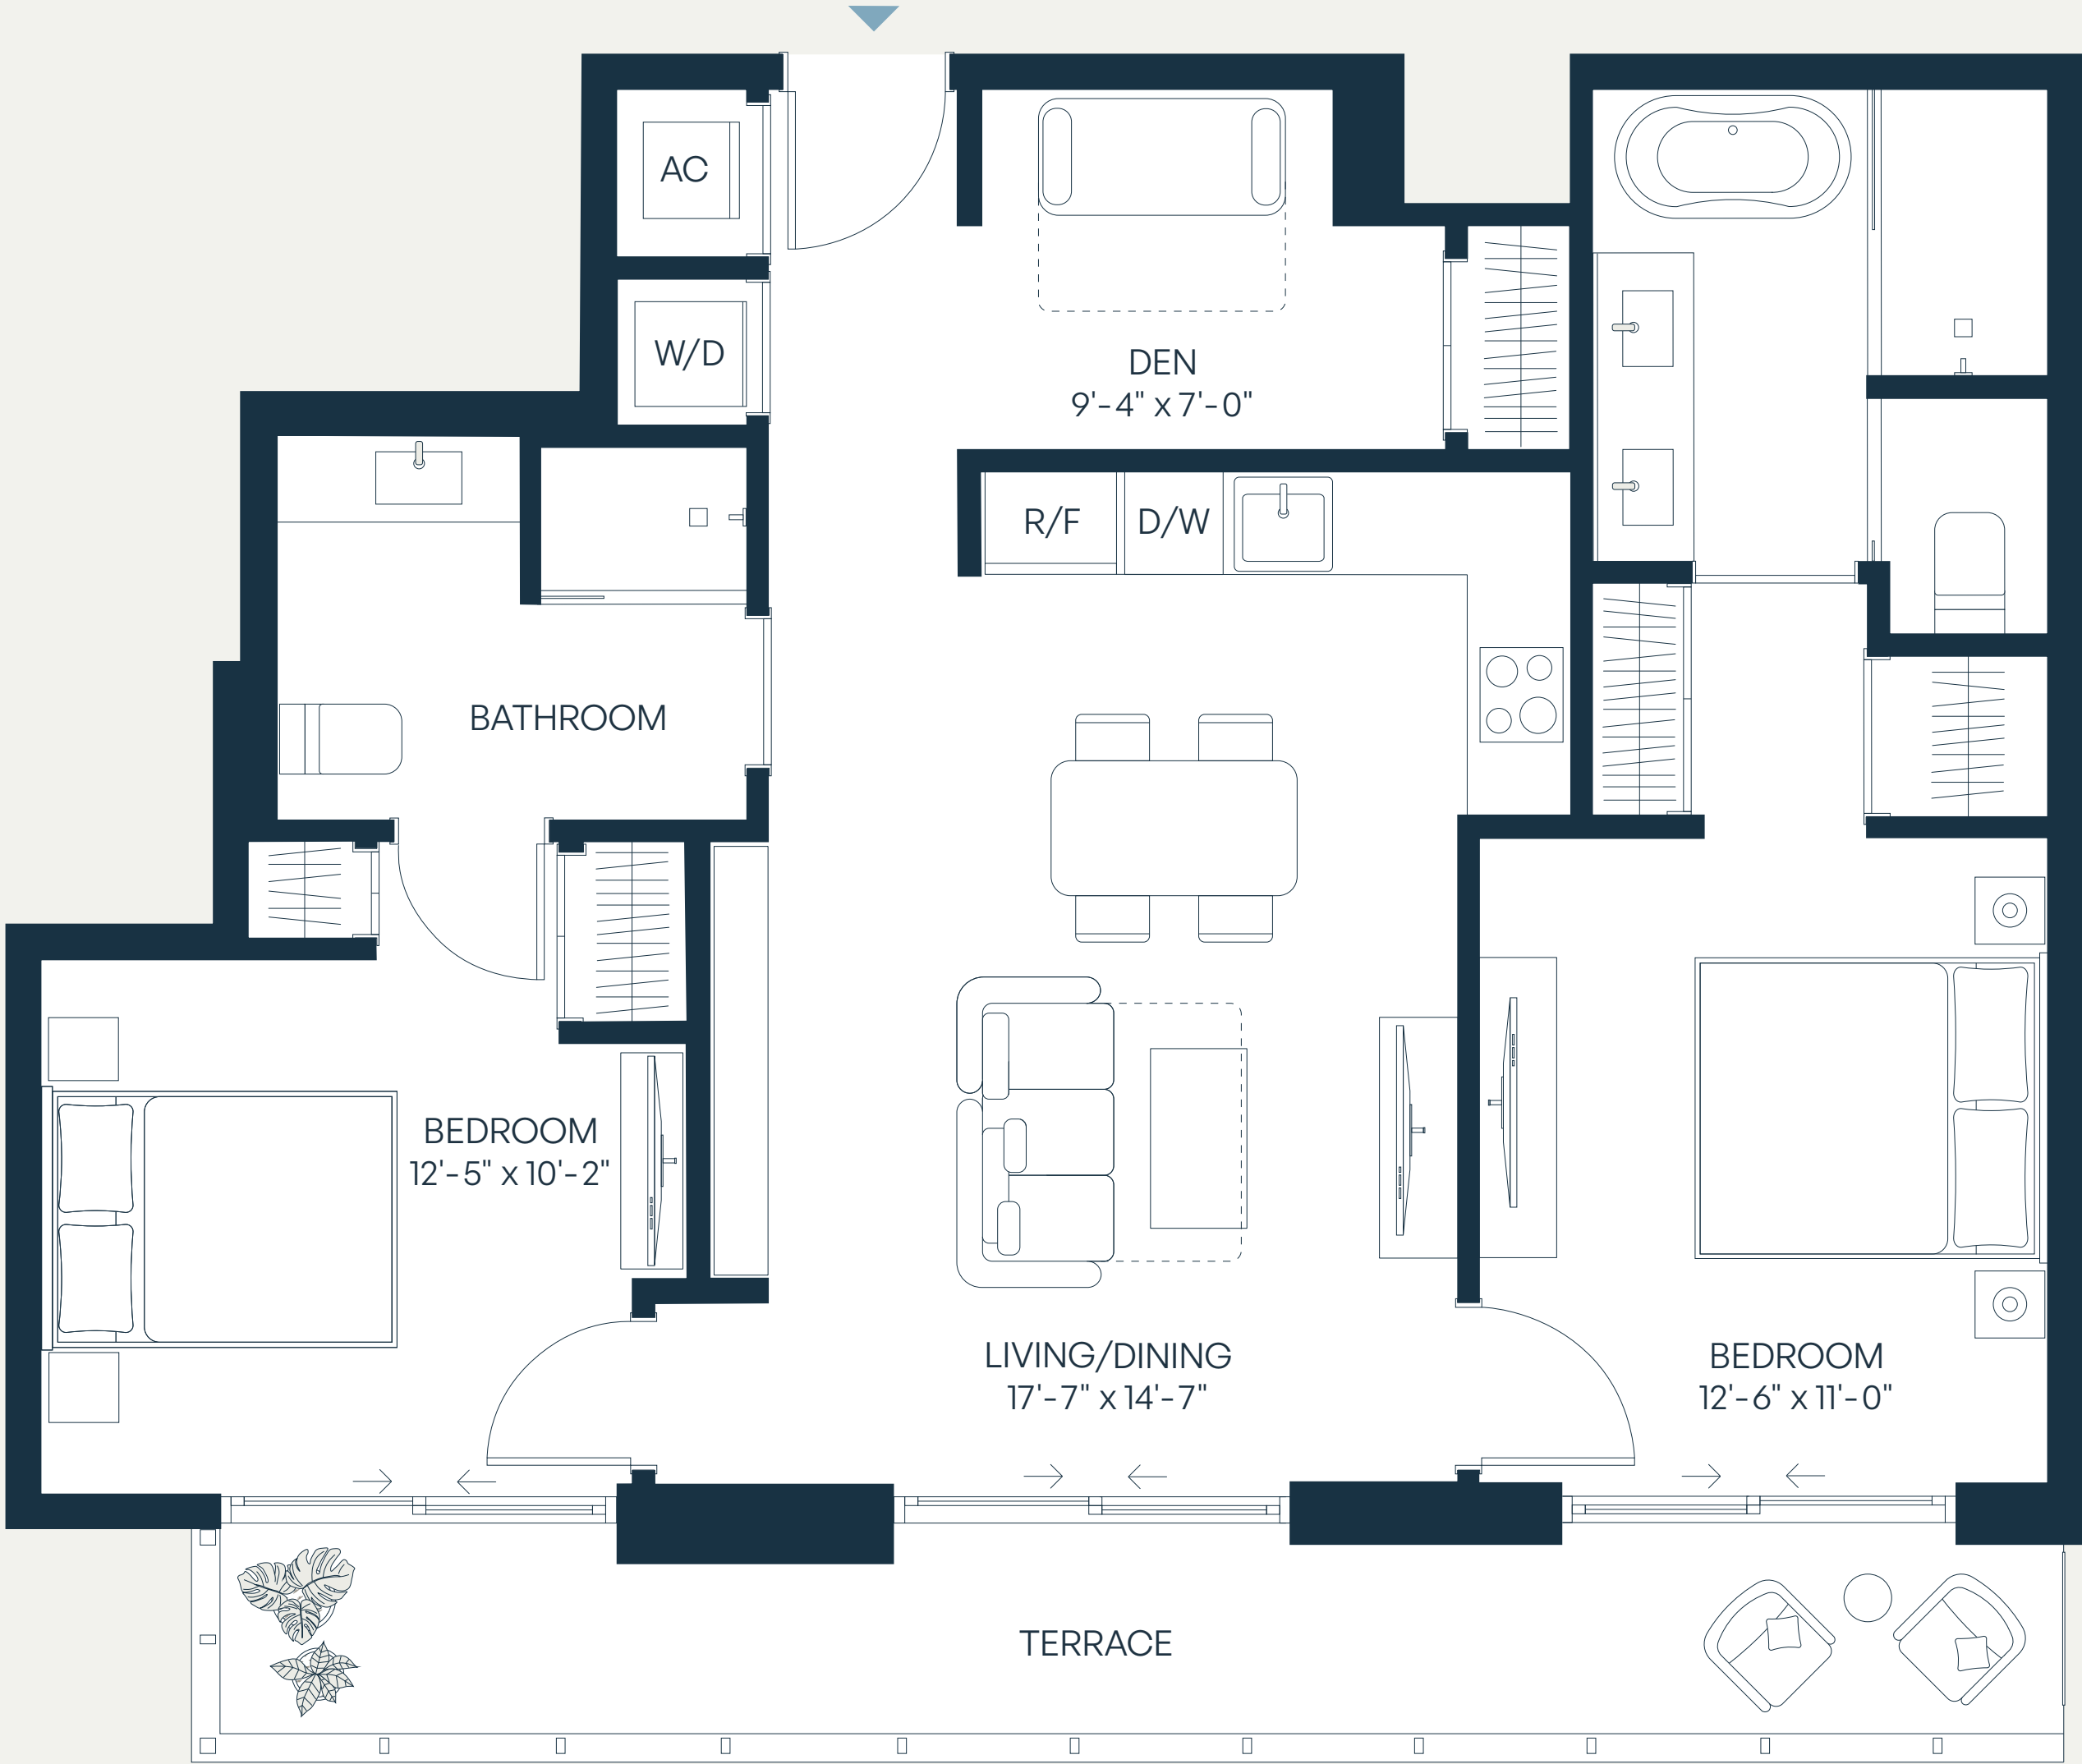 AC
W/D
DEN
9'-4" x 7'-0"
R/F
D/W
BATHROOM
BEDROOM
12'-5" x 10'-2"
LIVING/DINING
17'-7" x 14'-7"
BEDROOM
12'-6" x 11'-0"
TERRACE